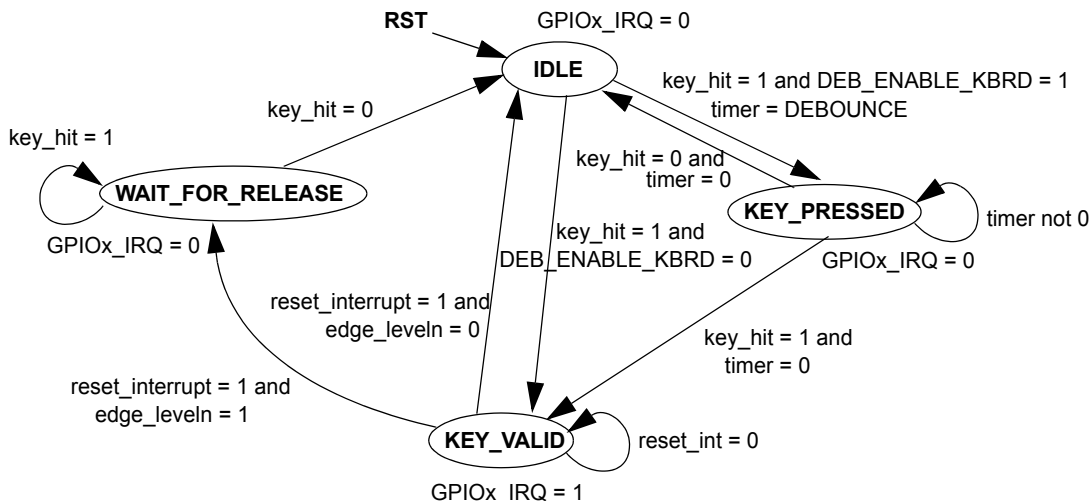 RST
GPIOx_IRQ = 0
IDLE
key_hit = 1 and DEB_ENABLE_KBRD = 1
timer = DEBOUNCE
key_hit = 0
key_hit = 1
key_hit = 0 and
timer = 0
WAIT_FOR_RELEASE
KEY_PRESSED
timer not 0
GPIOx_IRQ = 0
key_hit = 1 and
DEB_ENABLE_KBRD = 0
GPIOx_IRQ = 0
reset_interrupt = 1 and
edge_leveln = 0
key_hit = 1 and
timer = 0
reset_interrupt = 1 and
edge_leveln = 1
KEY_VALID
reset_int = 0
GPIOx_IRQ = 1